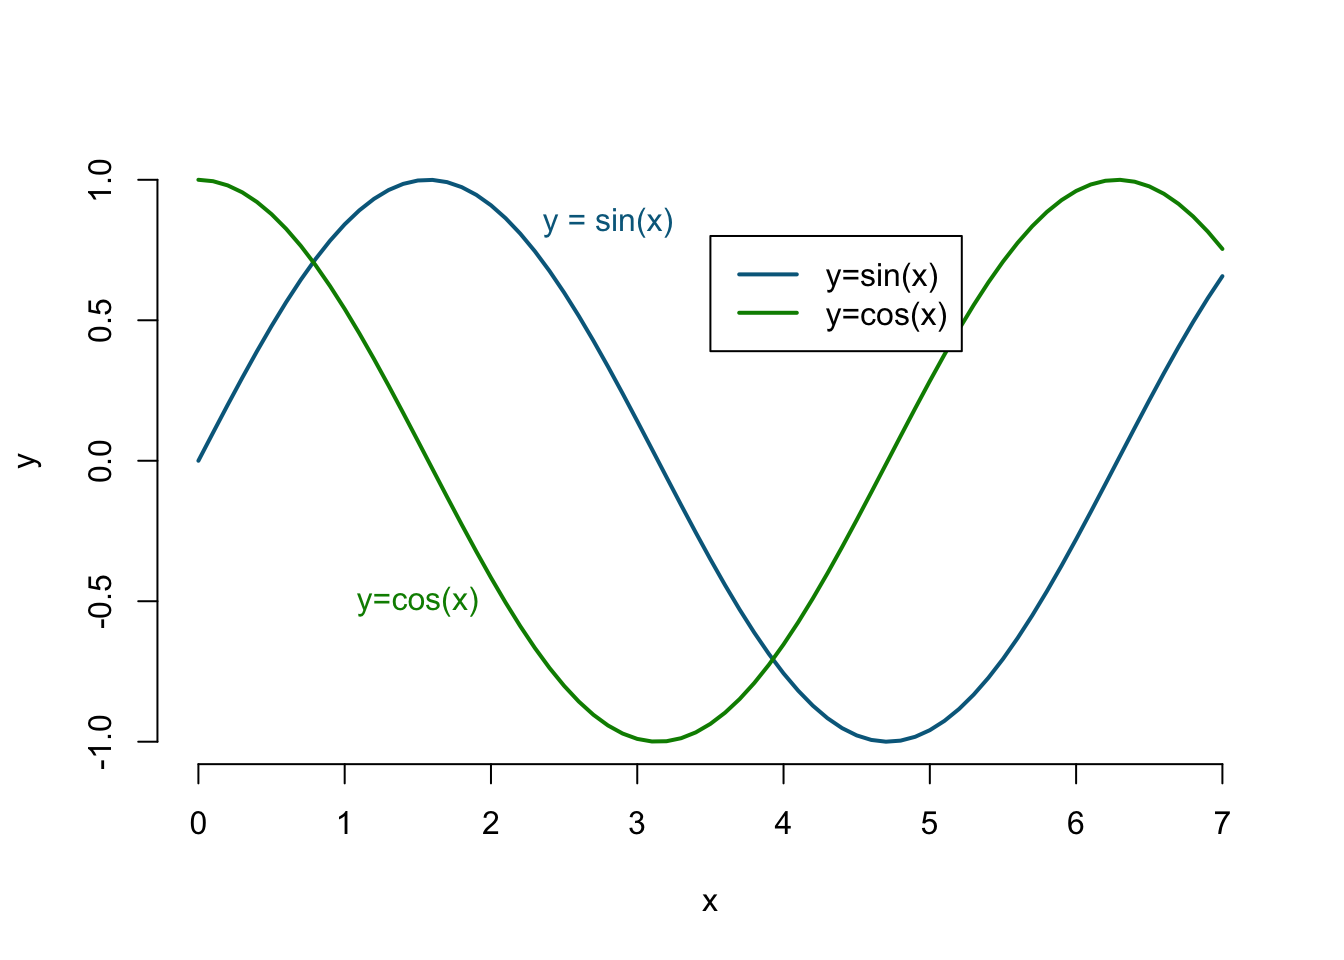 y = sin(x)
y=sin(x)
y=cos(x)
y=cos(x)
1.0
0.5
0.0
-0.5
-1.0
y
0 1 2 3 4 5 6 7
x